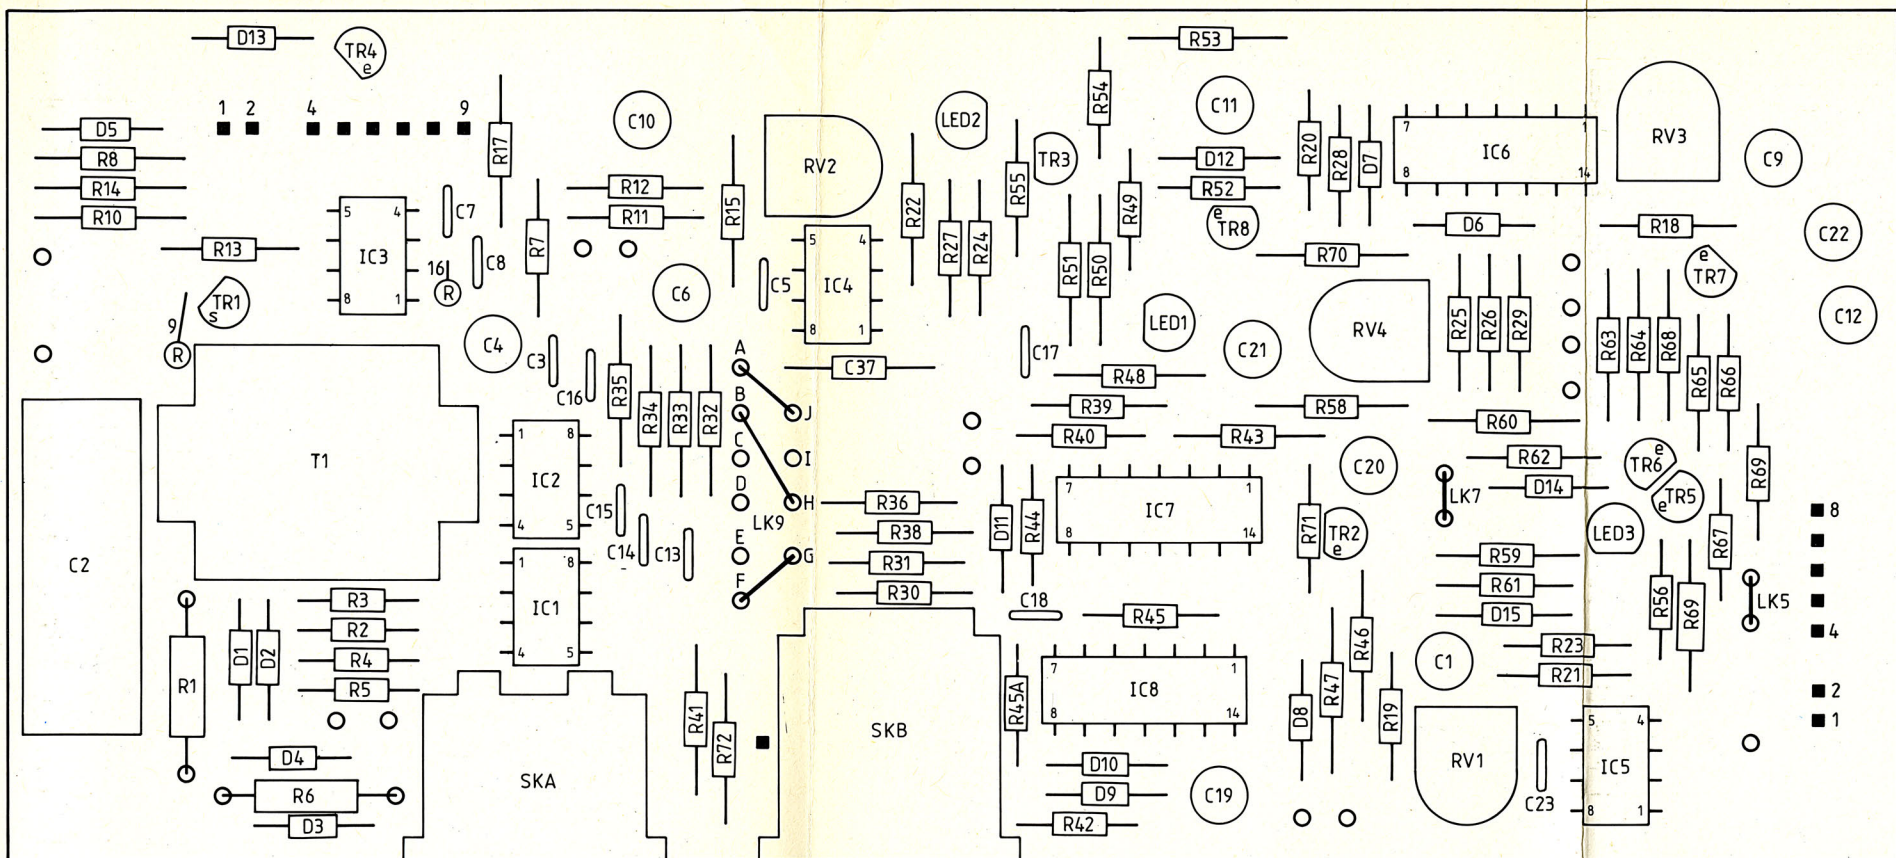 D13
TR4
e
R53
1 2 4 9
D5
R8
R14
R10
R17
C10
RV2
LED2
R54
C11
R20
R28
D7
7 1
IC6
8 14
RV3
C9
TR3
R55
D12
R52
R49
e
TR8
R12
R11
R15
R22
R27
R24
C7
5 4
IC3
8 1
R13
C8
R7
16
R
D6
R18
C22
R70
R51
R50
e
TR7
TR1
s
9
R
C6
C5
5 4
IC4
8 1
LED1
RV4
R25
R26
R29
C12
C4
C3
C16
R35
A
C37
C17
C21
R63
R64
R68
R65
R66
R48
R34
R33
R32
B
J
R39
R58
R60
R40
R43
C
I
T1
1 8
IC2
4 5
C20
R62
D14
e
TR6
TR5
e
R69
D
H
LK9
R36
7 1
IC7
8 14
LK7
C15
C14
C13
R38
D11
R44
R71
TR2
e
LED3
R67
8
E
G
R31
R59
C2
1 8
IC1
4 5
F
R30
R61
R56
R69
LK5
R3
C18
R45
D15
R2
4
D1
D2
R4
R46
C1
R23
R1
R5
7 1
IC8
8 14
R45A
R21
R41
R72
SKB
D8
R47
R19
2
1
5 4
IC5
8 1
D4
D10
RV1
SKA
R6
D9
C19
C23
D3
R42